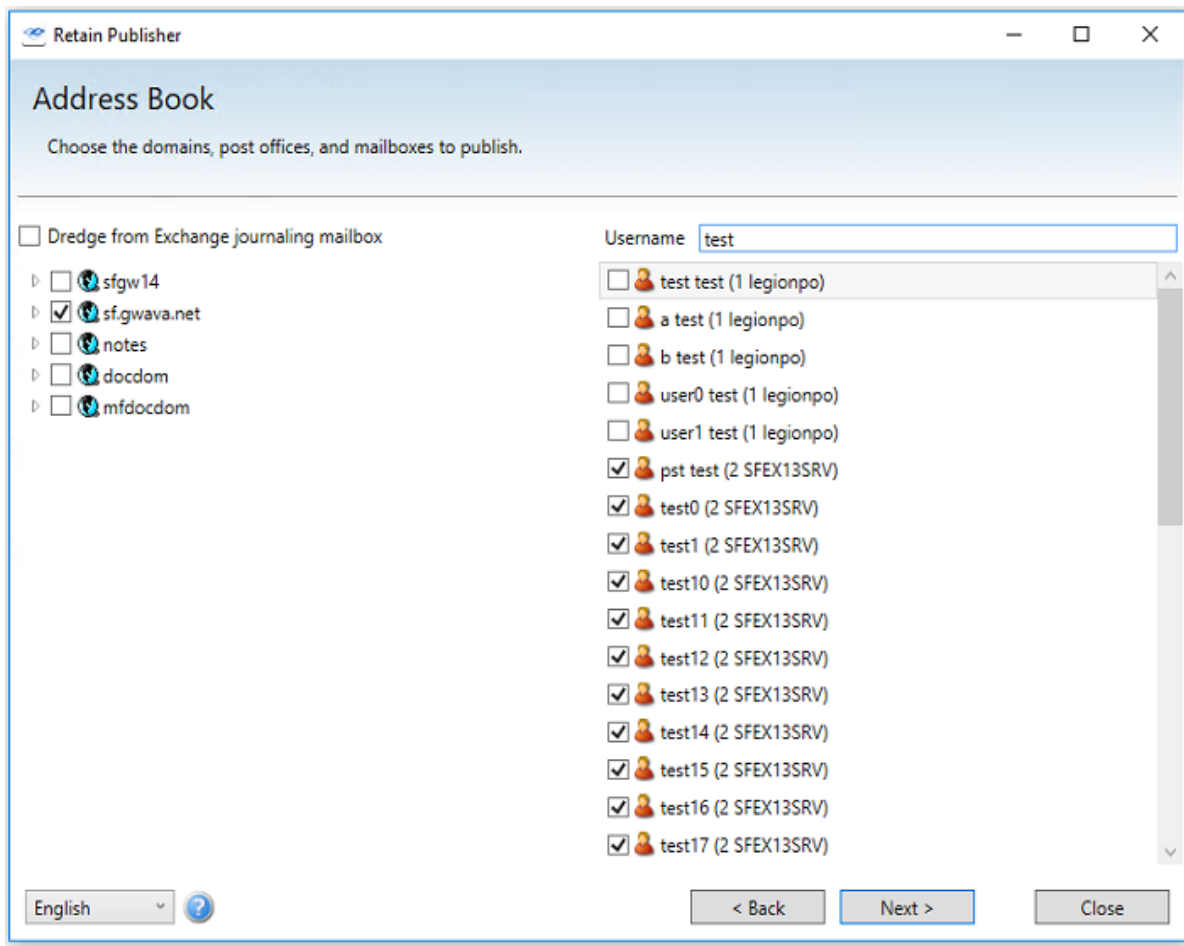 Retain Publisher
Address Book
Choose the domains, post offices, and mailboxes to publish.
Dredge from Exchange journaling mailbox
sfgw14
sf.gwava.net
notes
docdom
mfdocdom
Username test
test test (1 legionpo)
a test (1 legionpo)
b test (1 legionpo)
user0 test (1 legionpo)
user1 test (1 legionpo)
pst test (2 SFEX13SRV)
test0 (2 SFEX13SRV)
test1 (2 SFEX13SRV)
test10 (2 SFEX13SRV)
test11 (2 SFEX13SRV)
test12 (2 SFEX13SRV)
test13 (2 SFEX13SRV)
test14 (2 SFEX13SRV)
test15 (2 SFEX13SRV)
test16 (2 SFEX13SRV)
test17 (2 SFEX13SRV)
English ? < Back Next > Close